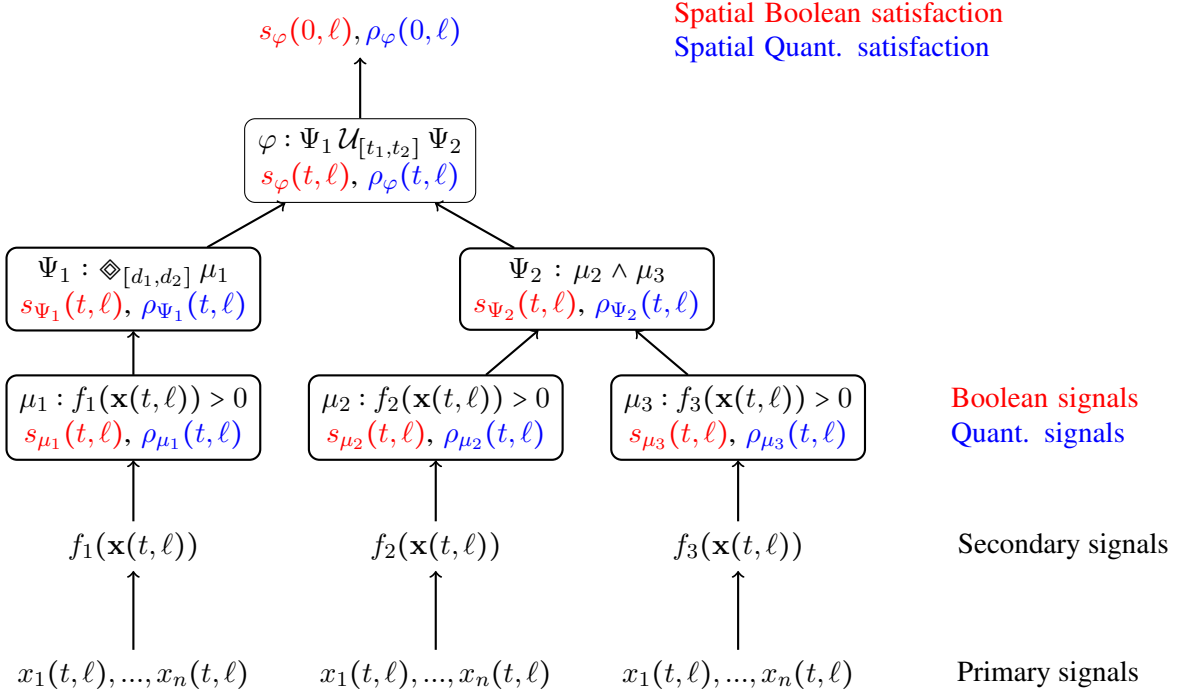 Spatial Boolean satisfaction
s_φ(0, ℓ), ρ_φ(0, ℓ)
Spatial Quant. satisfaction
φ : Ψ₁ 𝒰_[t₁,t₂] Ψ₂
s_φ(t, ℓ), ρ_φ(t, ℓ)
Ψ₁ : ⟐_[d₁,d₂] μ₁
s_Ψ₁(t, ℓ), ρ_Ψ₁(t, ℓ)
Ψ₂ : μ₂ ∧ μ₃
s_Ψ₂(t, ℓ), ρ_Ψ₂(t, ℓ)
μ₁ : f₁(x(t, ℓ)) > 0
s_μ₁(t, ℓ), ρ_μ₁(t, ℓ)
μ₂ : f₂(x(t, ℓ)) > 0
s_μ₂(t, ℓ), ρ_μ₂(t, ℓ)
μ₃ : f₃(x(t, ℓ)) > 0
s_μ₃(t, ℓ), ρ_μ₃(t, ℓ)
Boolean signals
Quant. signals
f₁(x(t, ℓ))
f₂(x(t, ℓ))
f₃(x(t, ℓ))
Secondary signals
x₁(t, ℓ), ..., xₙ(t, ℓ)
x₁(t, ℓ), ..., xₙ(t, ℓ)
x₁(t, ℓ), ..., xₙ(t, ℓ)
Primary signals